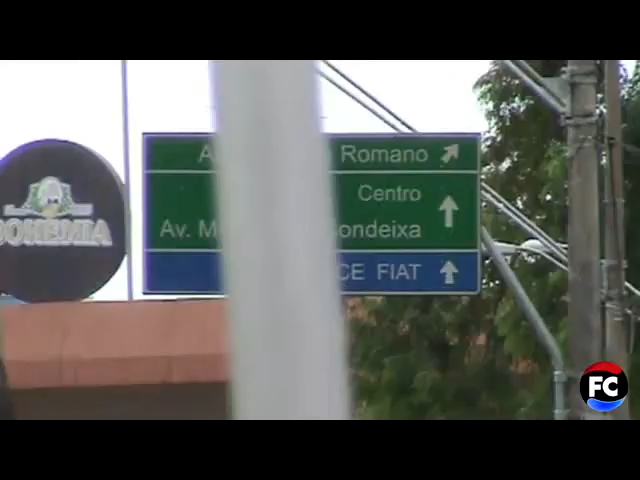 Romano
Centro
Av. M ondeixa
CE FIAT
BOHEMIA
FC